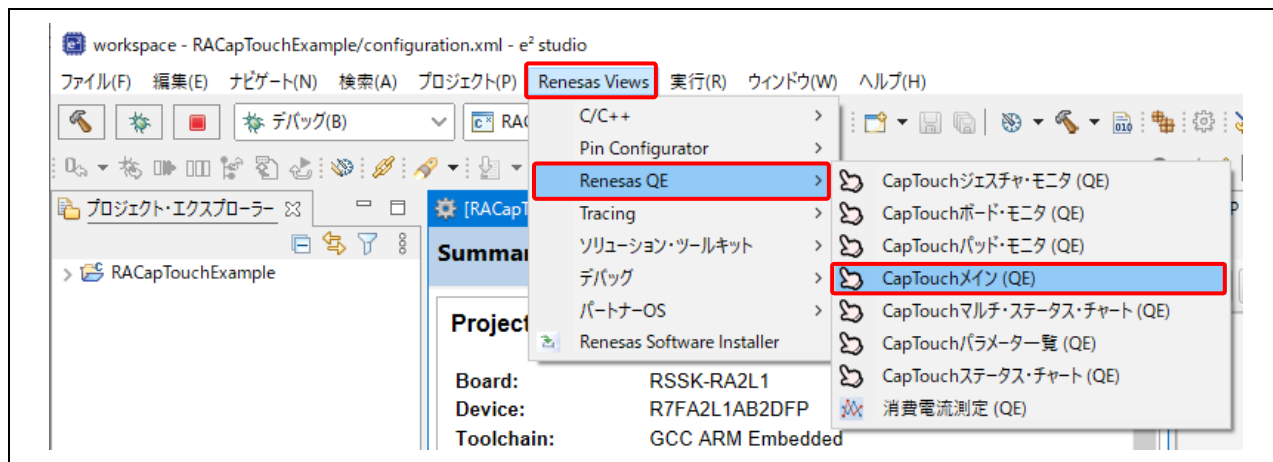 workspace - RACapTouchExample/configuration.xml - e² studio
ファイル(F) 編集(E) ナビゲート(N) 検索(A) プロジェクト(P) Renesas Views 実行(R) ウィンドウ(W) ヘルプ(H)
デバッグ(B)
C/C++
Pin Configurator
Renesas QE
Tracing
ソリューション・ツールキット
デバッグ
パートナーOS
Renesas Software Installer
CapTouchジェスチャ・モニタ (QE)
CapTouchボード・モニタ (QE)
CapTouchパッド・モニタ (QE)
CapTouchメイン (QE)
CapTouchマルチ・ステータス・チャート (QE)
CapTouchパラメーター覧 (QE)
CapTouchステータス・チャート (QE)
消費電流測定 (QE)
プロジェクト・エクスプローラー
RACapTouchExample
Board: RSSK-RA2L1
Device: R7FA2L1AB2DFP
Toolchain: GCC ARM Embedded